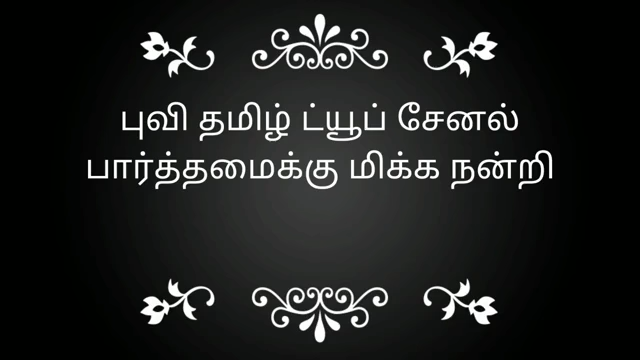 புவி தமிழ் ட்யூப் சேனல்
பார்த்தமைக்கு மிக்க நன்றி